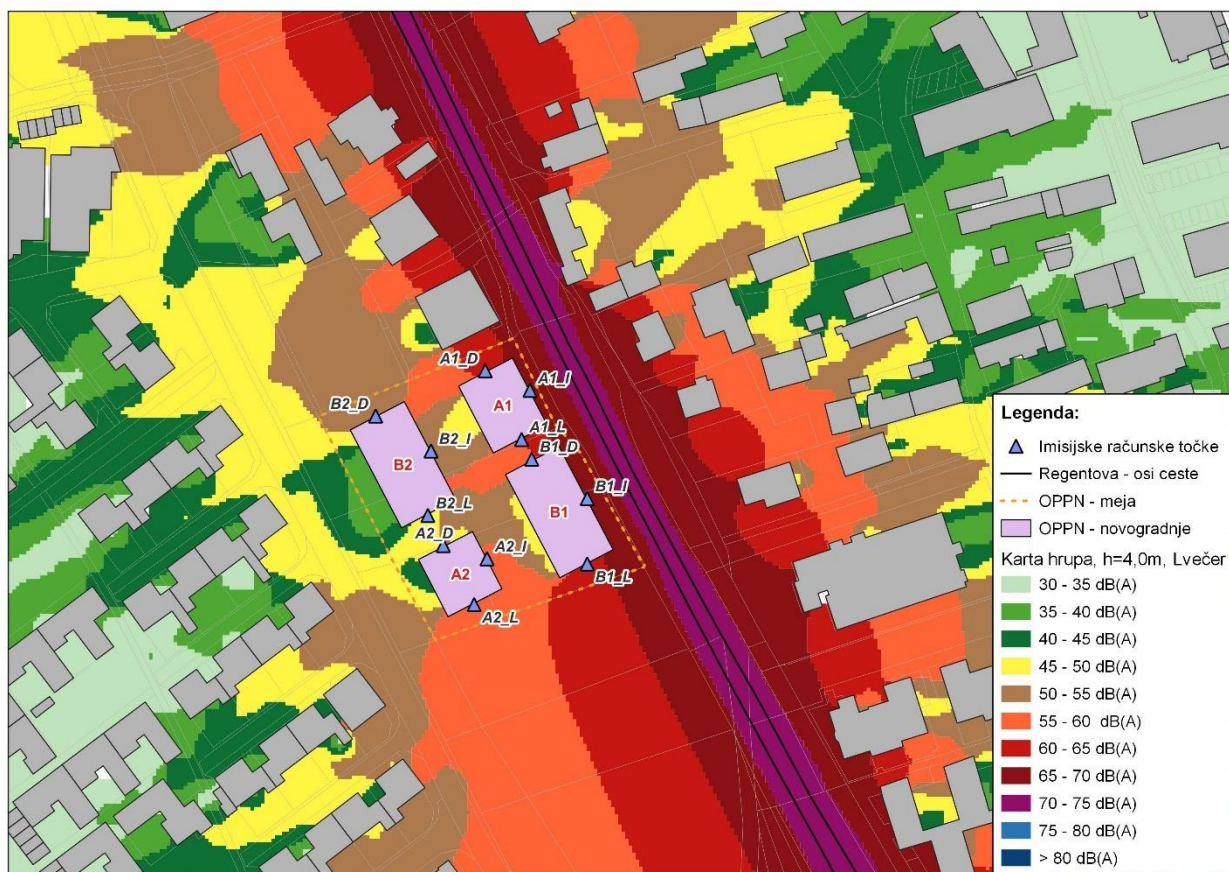 A1_D
A1_I
A1
B2_D
A1_L
B2_I
B1_D
B2
B1_I
B2_L
B1
A2_D
A2_I
B1_L
A2
A2_L
Legenda:
Imisijske računske točke
Regentova - osi ceste
OPPN - meja
OPPN - novogradnje
Karta hrupa, h=4,0m, Lvečer
30 - 35 dB(A)
35 - 40 dB(A)
40 - 45 dB(A)
45 - 50 dB(A)
50 - 55 dB(A)
55 - 60 dB(A)
60 - 65 dB(A)
65 - 70 dB(A)
70 - 75 dB(A)
75 - 80 dB(A)
> 80 dB(A)